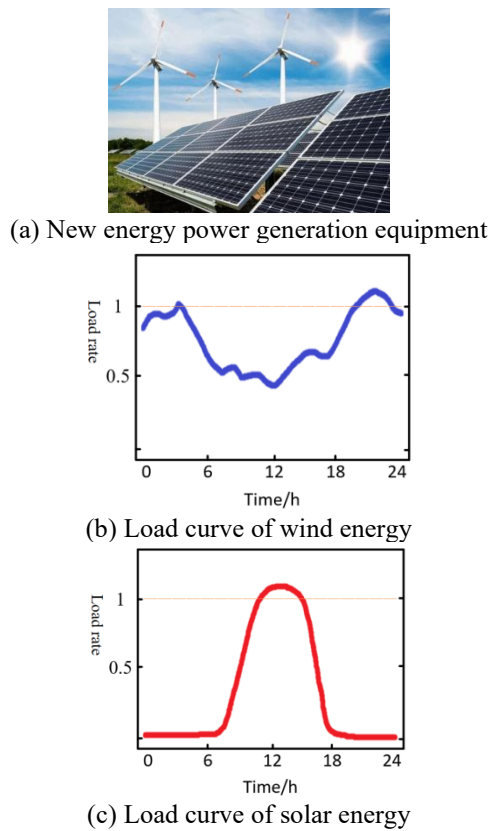 (a) New energy power generation equipment
Load rate
1
0.5
0 6 12 18 24
Time/h
(b) Load curve of wind energy
Load rate
1
0.5
0 6 12 18 24
Time/h
(c) Load curve of solar energy